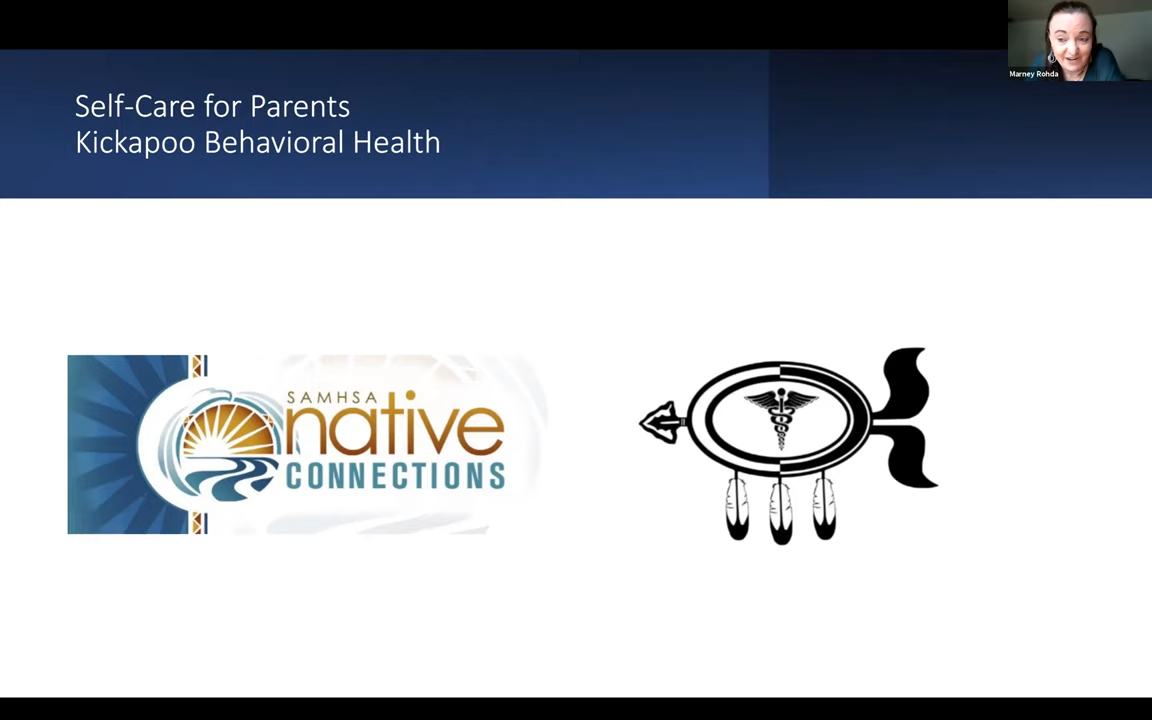 Self-Care for Parents
Kickapoo Behavioral Health
Marney Rohda
SAMHSA
native
CONNECTIONS